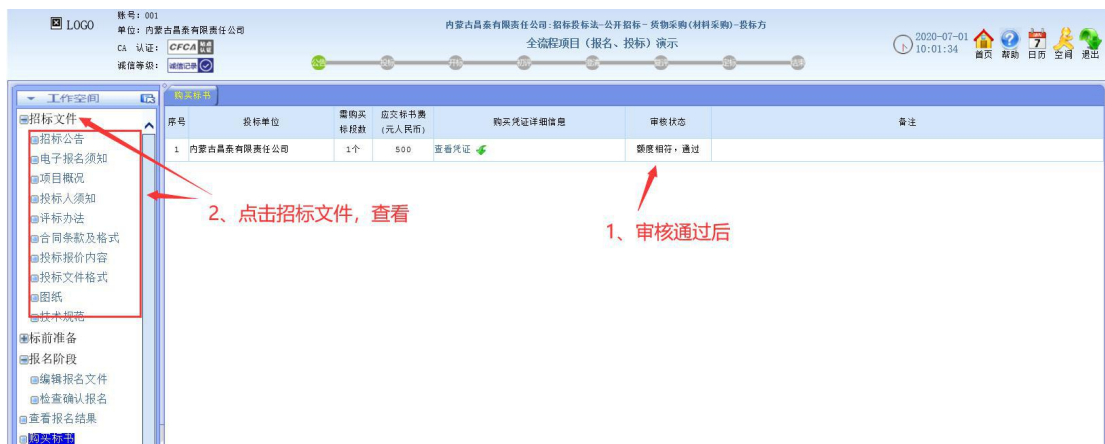 LOGO
账号: 001
单位: 内蒙古昌泰有限责任公司
CA 认证: CFCA
诚信等级: 诚信记录
内蒙古昌泰有限责任公司:招标投标法-公开招标-货物采购(材料采购)-投标方
全流程项目(报名、投标)演示
2020-07-01
10:01:34
7
首页 帮助 日历 空间 退出
工作空间
招标文件
招标公告
电子报名须知
项目概况
投标人须知
评标办法
合同条款及格式
投标报价内容
投标文件格式
图纸
技术规范
标前准备
报名阶段
编辑报名文件
检查确认报名
查看报名结果
购买标书
购买标书
序号 投标单位 需购买标段数 应交标书费(元人民币) 购买凭证详细信息 审核状态 备注
1 内蒙古昌泰有限责任公司 1个 500 查看凭证 额度相符,通过
2、点击招标文件,查看
1、审核通过后